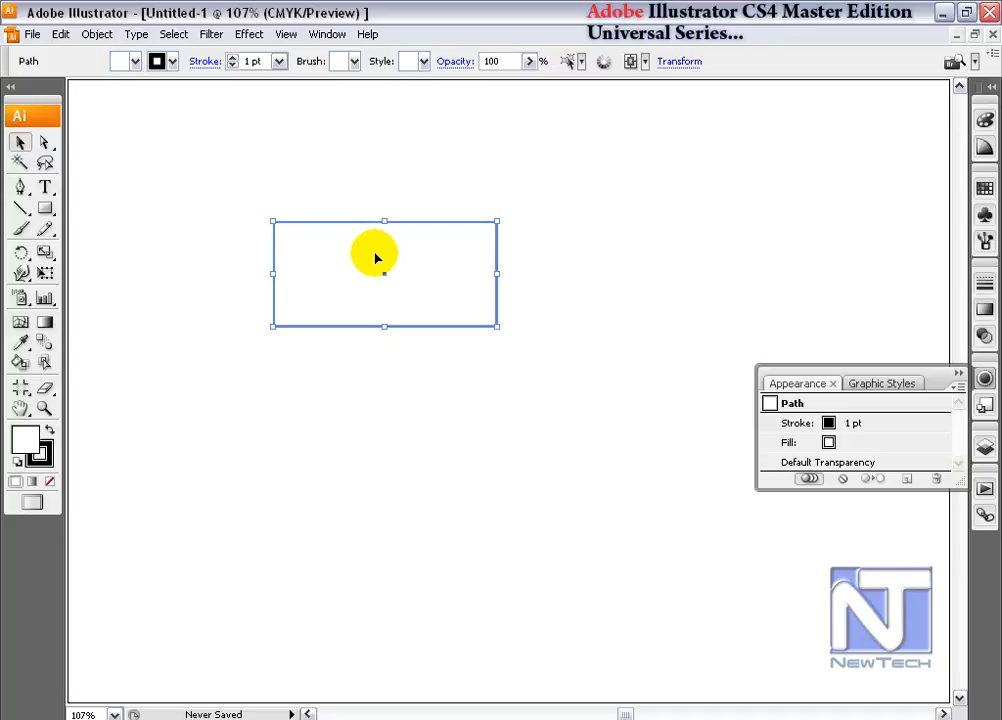 Adobe Illustrator - [Untitled-1 @ 107% (CMYK/Preview) ]
Adobe Illustrator CS4 Master Edition
Universal Series...
File Edit Object Type Select Filter Effect View Window Help
Path Stroke: 1 pt Brush: Style: Opacity: 100 % Transform
Ai
T
Appearance × Graphic Styles
Path
Stroke: 1 pt
Fill:
Default Transparency
NT
NEWTECH
107% Never Saved